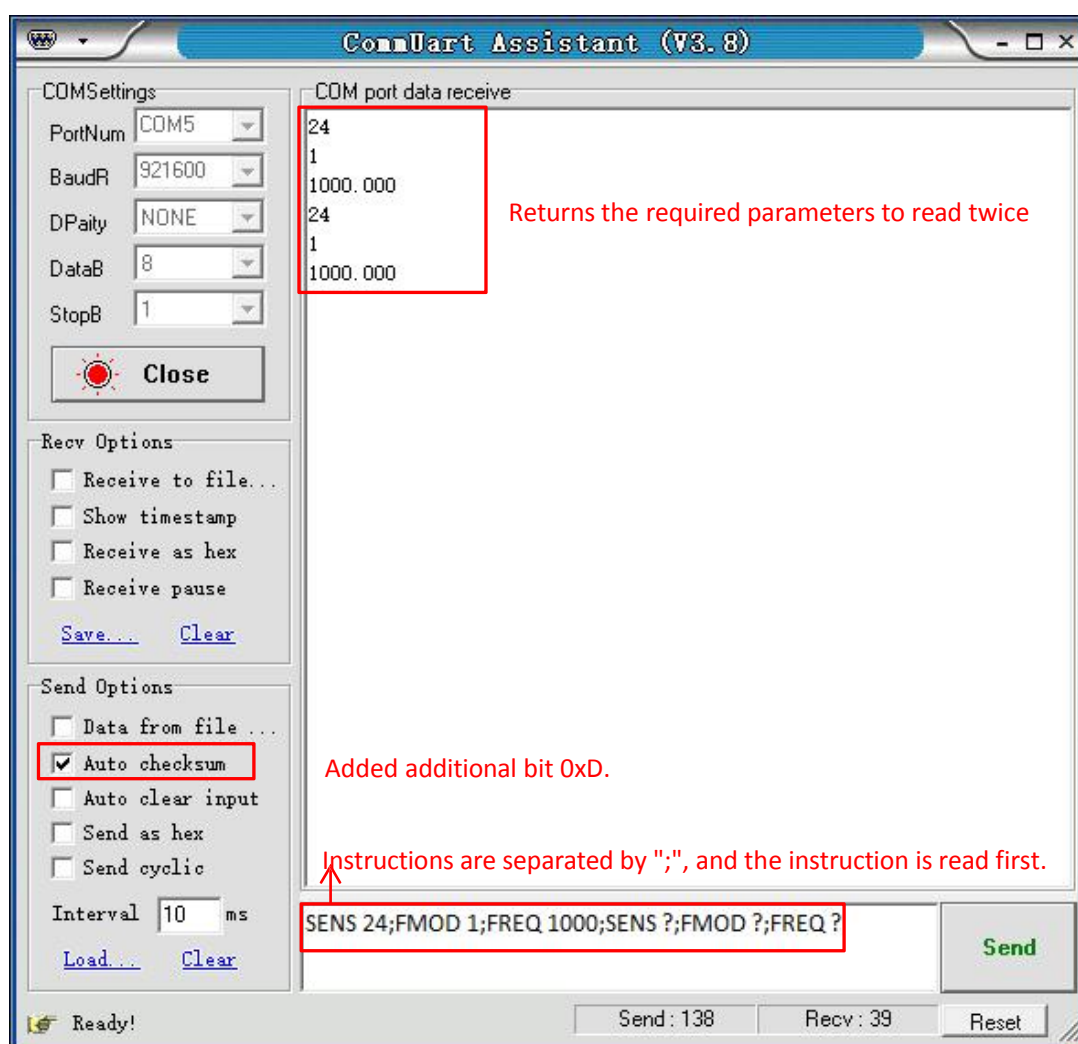 CommUart Assistant (V3.8)
COMSettings
PortNum COM5
BaudR 921600
DPaity NONE
DataB 8
StopB 1
Close
Recv Options
Receive to file...
Show timestamp
Receive as hex
Receive pause
Save... Clear
Send Options
Data from file ...
Auto checksum
Auto clear input
Send as hex
Send cyclic
Interval 10 ms
Load... Clear
COM port data receive
24
1
1000.000
24
1
1000.000
Returns the required parameters to read twice
Added additional bit 0xD.
Instructions are separated by ";", and the instruction is read first.
SENS 24;FMOD 1;FREQ 1000;SENS ?;FMOD ?;FREQ ?
Send
Ready!
Send : 138
Recv : 39
Reset